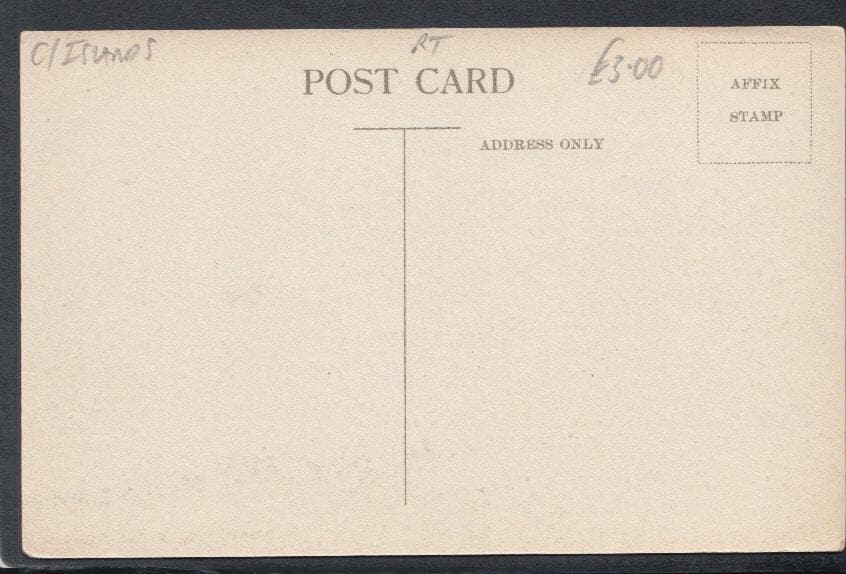 C/ISLANDS
RT
£3.00
POST CARD
AFFIX
STAMP
ADDRESS ONLY